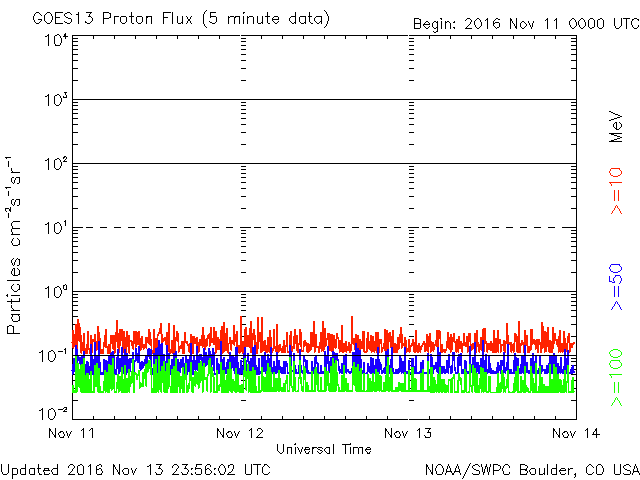 GOES13 Proton Flux (5 minute data)
Begin: 2016 Nov 11 0000 UTC
10⁴
10³
10²
10¹
10⁰
10⁻¹
10⁻²
Particles cm⁻²s⁻¹sr⁻¹
MeV
>=10
>=50
>=100
Nov 11 Nov 12 Nov 13 Nov 14
Universal Time
Updated 2016 Nov 13 23:56:02 UTC
NOAA/SWPC Boulder, CO USA